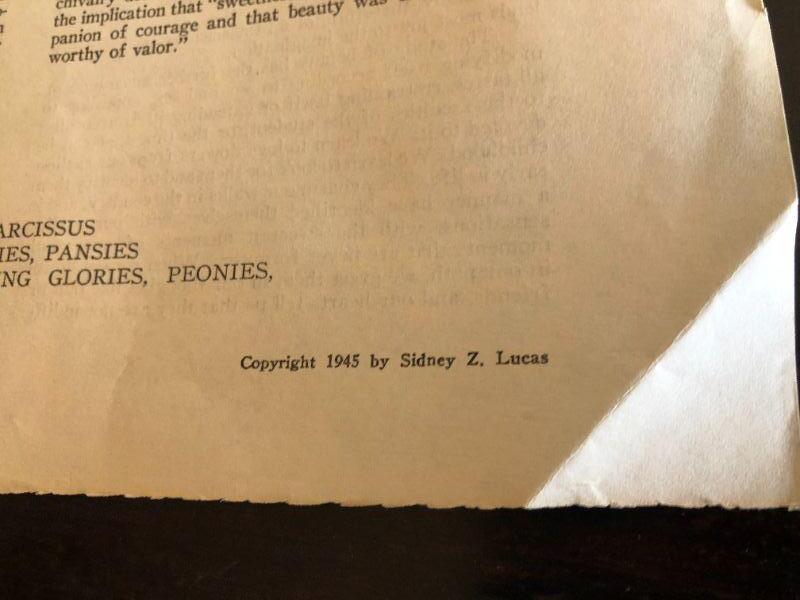 the implication that "sweetness
panion of courage and that beauty was
worthy of valor."
ARCISSUS
IES, PANSIES
NG GLORIES, PEONIES,
Copyright 1945 by Sidney Z. Lucas